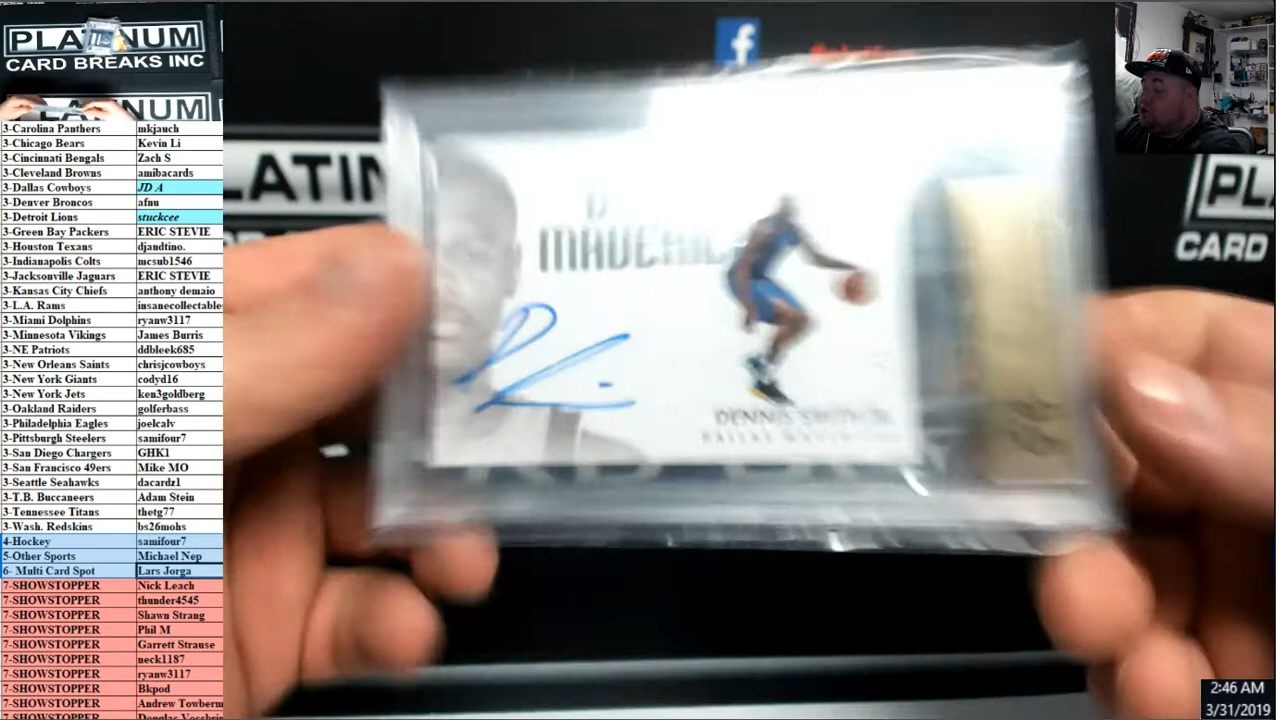 PLATINUM
CARD BREAKS INC
3-Carolina Panthers mkjauch
3-Chicago Bears Kevin Li
3-Cincinnati Bengals Zach S
3-Cleveland Browns amibacards
3-Dallas Cowboys JD A
3-Denver Broncos afnu
3-Detroit Lions stuckcee
3-Green Bay Packers ERIC STEVIE
3-Houston Texans djandtino.
3-Indianapolis Colts mcsub1546
3-Jacksonville Jaguars ERIC STEVIE
3-Kansas City Chiefs anthony demaio
3-L.A. Rams insanecollectable
3-Miami Dolphins ryanw3117
3-Minnesota Vikings James Burris
3-NE Patriots ddbleek685
3-New Orleans Saints chrisjcowboys
3-New York Giants codyd16
3-New York Jets ken3goldberg
3-Oakland Raiders golferbass
3-Philadelphia Eagles joelcalv
3-Pittsburgh Steelers samifour7
3-San Diego Chargers GHK1
3-San Francisco 49ers Mike MO
3-Seattle Seahawks dacardz1
3-T.B. Buccaneers Adam Stein
3-Tennessee Titans thetg77
3-Wash. Redskins bs26mohs
4-Hockey samifour7
5-Other Sports Michael Nep
6- Multi Card Spot Lars Jorga
7-SHOWSTOPPER Nick Leach
7-SHOWSTOPPER thunder4545
7-SHOWSTOPPER Shawn Strang
7-SHOWSTOPPER Phil M
7-SHOWSTOPPER Garrett Strause
7-SHOWSTOPPER neck1187
7-SHOWSTOPPER ryanw3117
7-SHOWSTOPPER Bkpod
7-SHOWSTOPPER Andrew Towberm
7-SHOWSTOPPER
f
LATIN
PL
CARD
DENNIS SMITH JR.
DALLAS
2:46 AM
3/31/2019